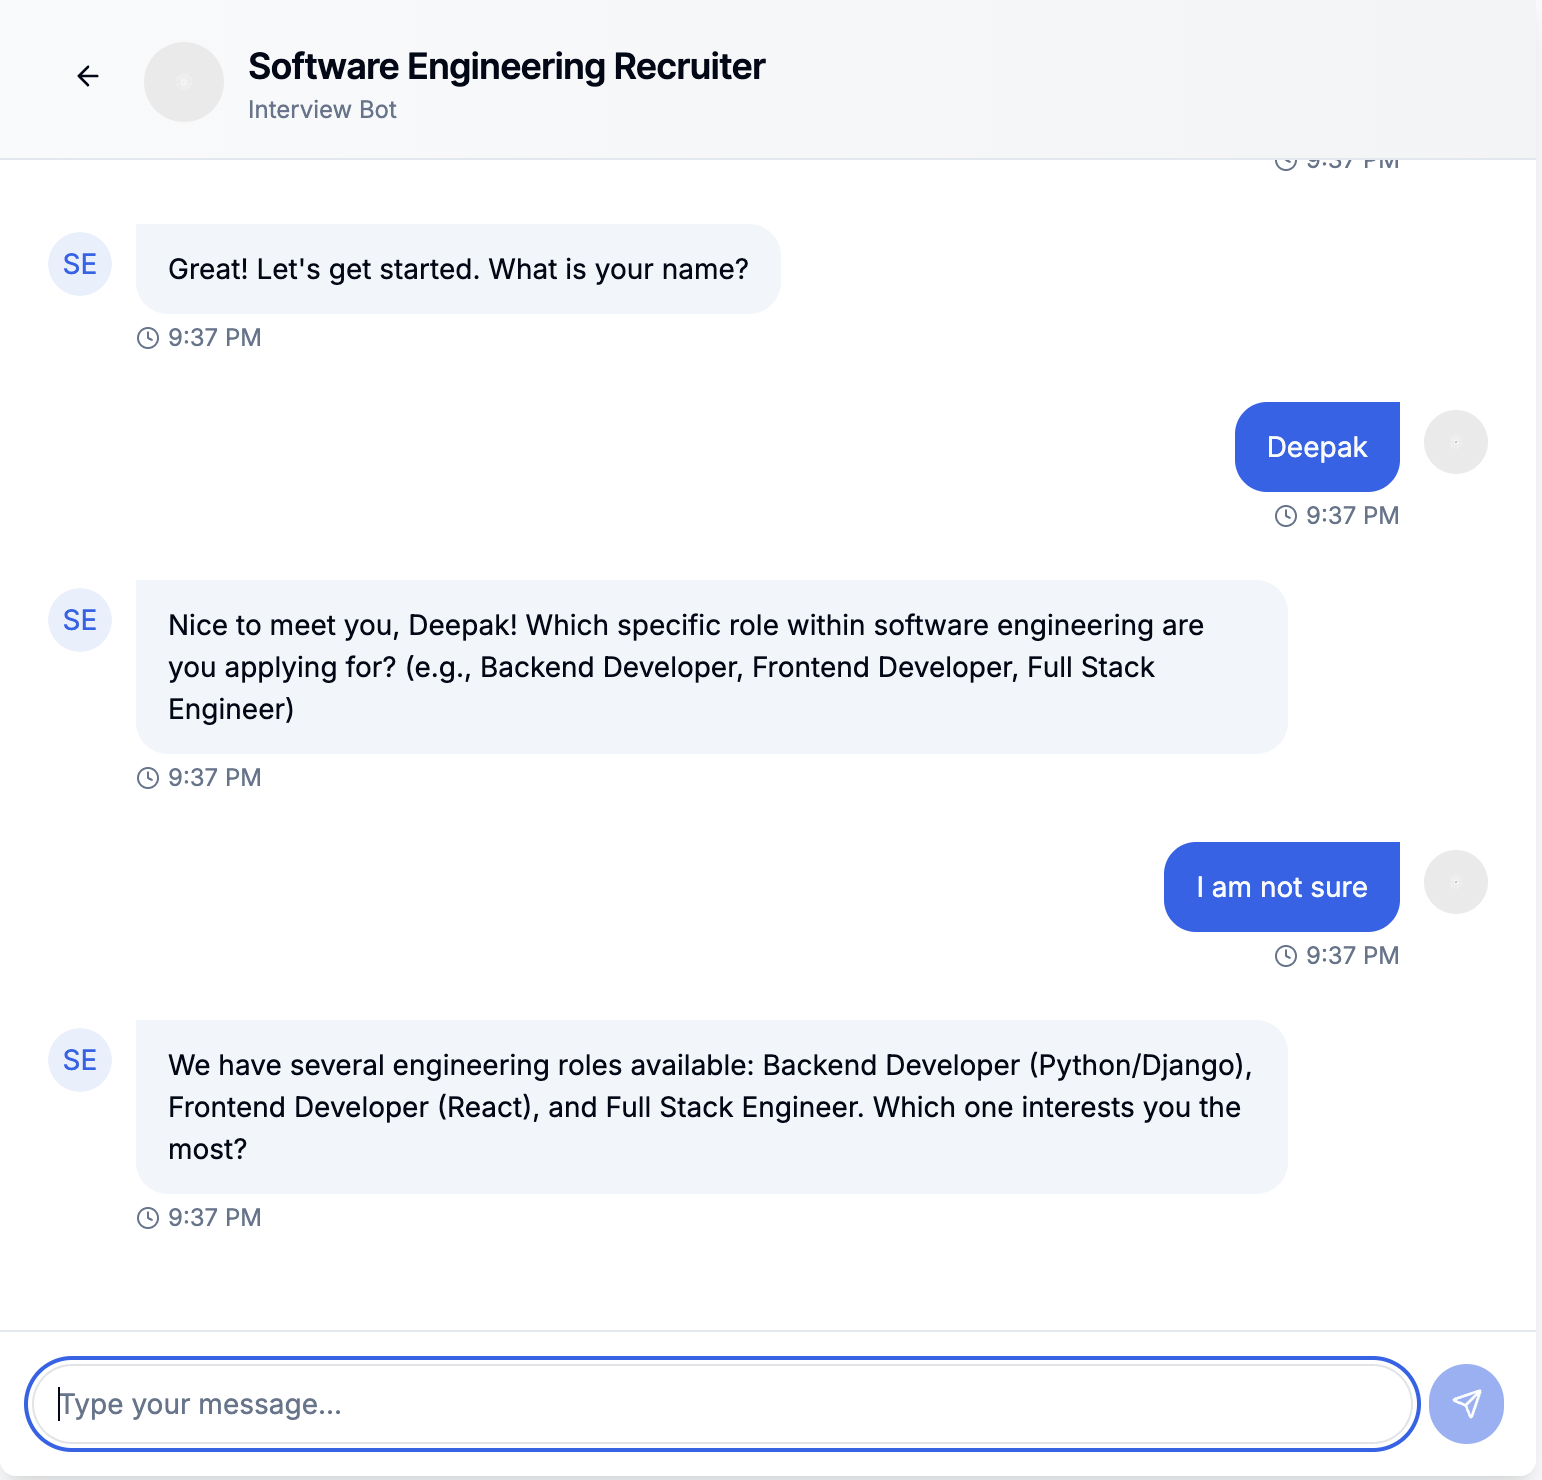 Software Engineering Recruiter
Interview Bot
9:37 PM
SE
Great! Let's get started. What is your name?
9:37 PM
Deepak
9:37 PM
SE
Nice to meet you, Deepak! Which specific role within software engineering are
you applying for? (e.g., Backend Developer, Frontend Developer, Full Stack
Engineer)
9:37 PM
I am not sure
9:37 PM
SE
We have several engineering roles available: Backend Developer (Python/Django),
Frontend Developer (React), and Full Stack Engineer. Which one interests you the
most?
9:37 PM
Type your message...